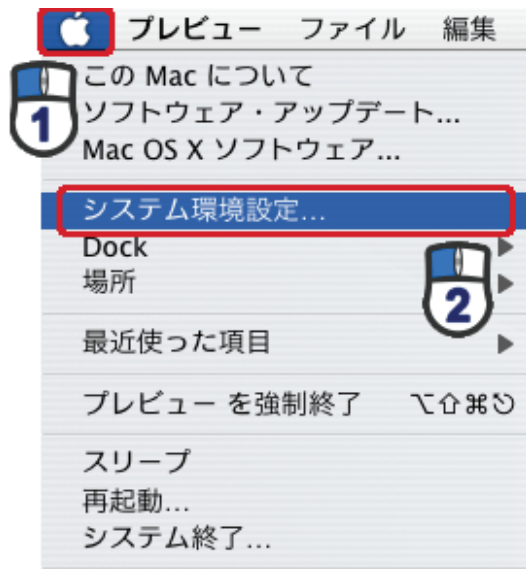 プレビュー ファイル 編集
この Mac について
1
ソフトウェア・アップデート...
Mac OS X ソフトウェア...
システム環境設定...
Dock
場所
2
最近使った項目
プレビュー を強制終了 ⌥⇧⌘⎋
スリープ
再起動...
システム終了...